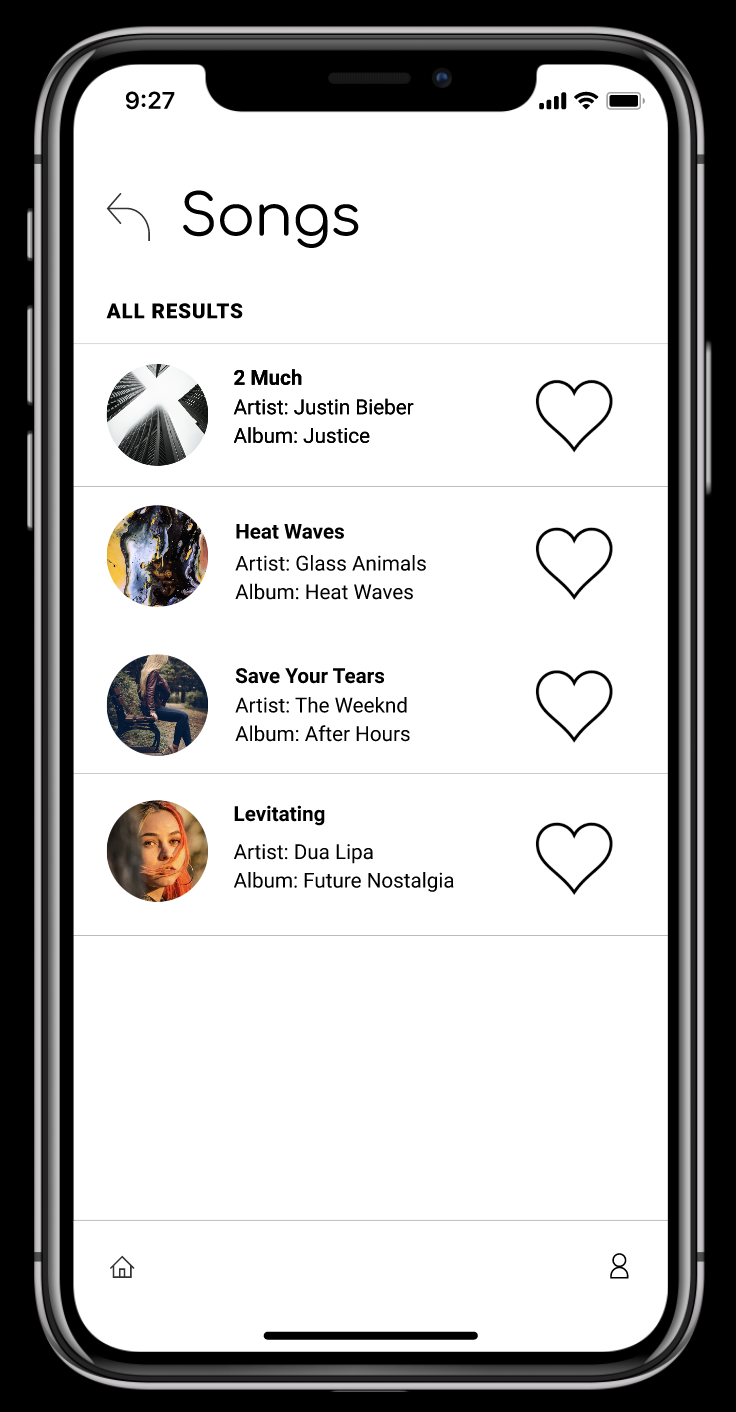 9:27
Songs
ALL RESULTS
2 Much
Artist: Justin Bieber
Album: Justice
Heat Waves
Artist: Glass Animals
Album: Heat Waves
Save Your Tears
Artist: The Weeknd
Album: After Hours
Levitating
Artist: Dua Lipa
Album: Future Nostalgia